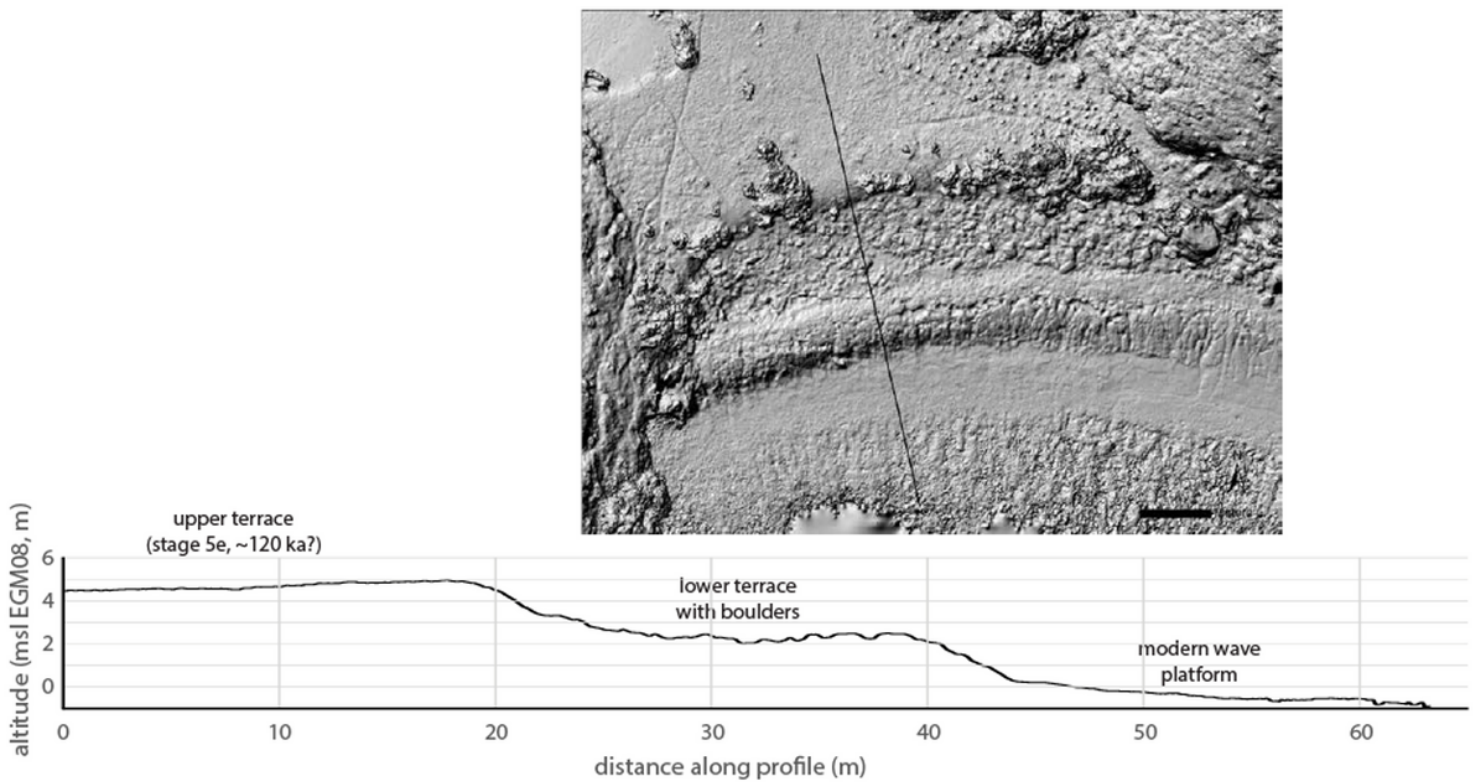 upper terrace
(stage 5e, ~120 ka?)
lower terrace
with boulders
modern wave
platform
altitude (msl EGM08, m)
6
4
2
0
0 10 20 30 40 50 60
distance along profile (m)